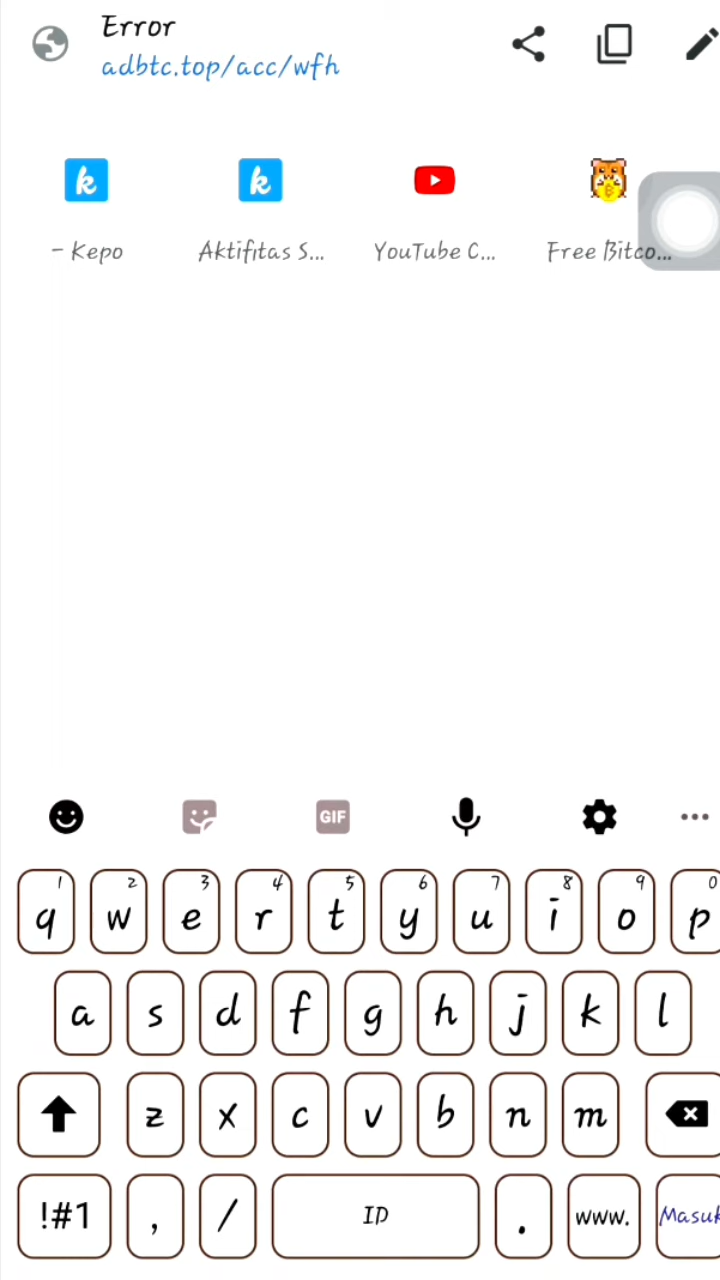 Error
adbtc.top/acc/wfh
- Kepo
Aktifitas S...
YouTube C...
Free Bitco...
GIF
1 2 3 4 5 6 7 8 9 0
q w e r t y u i o p
a s d f g h j k l
z x c v b n m
!#1 , / ID . www. Masuk